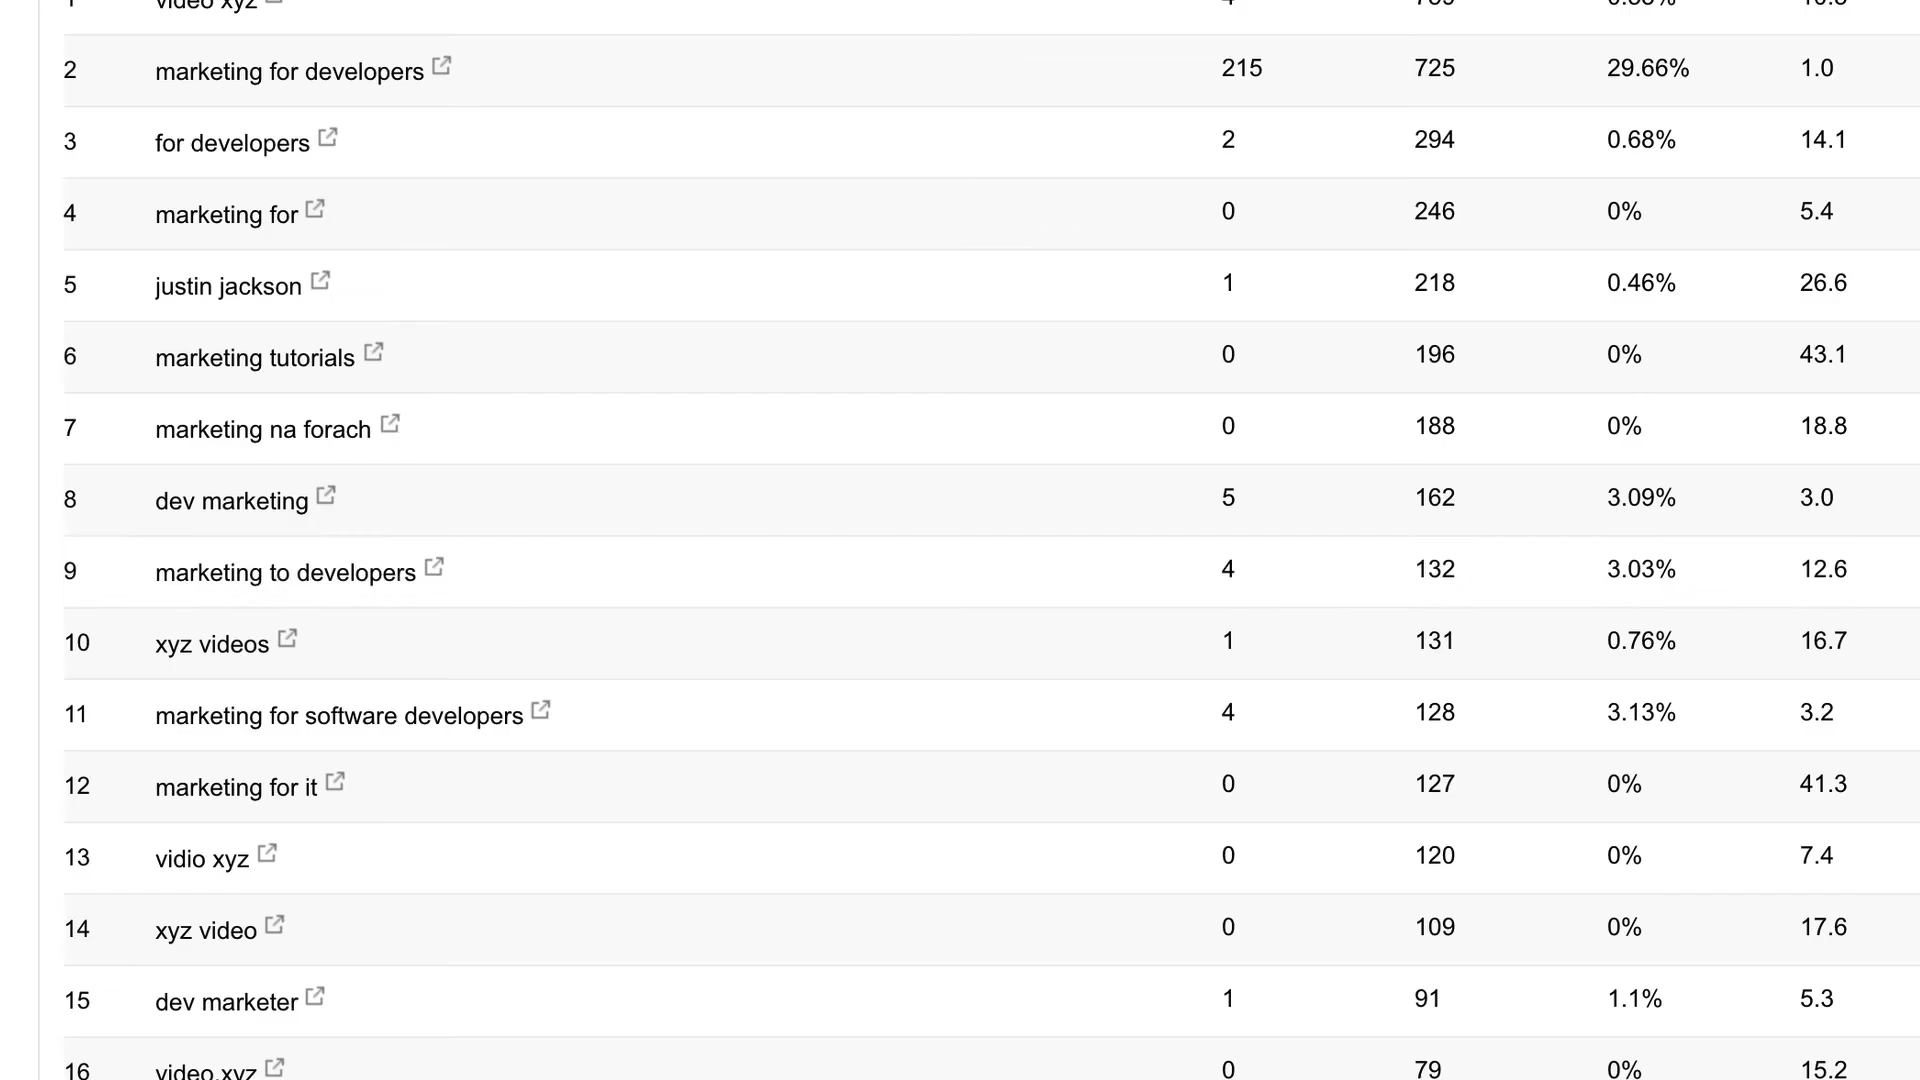 1 video xyz 4
2 marketing for developers 215 725 29.66% 1.0
3 for developers 2 294 0.68% 14.1
4 marketing for 0 246 0% 5.4
5 justin jackson 1 218 0.46% 26.6
6 marketing tutorials 0 196 0% 43.1
7 marketing na forach 0 188 0% 18.8
8 dev marketing 5 162 3.09% 3.0
9 marketing to developers 4 132 3.03% 12.6
10 xyz videos 1 131 0.76% 16.7
11 marketing for software developers 4 128 3.13% 3.2
12 marketing for it 0 127 0% 41.3
13 vidio xyz 0 120 0% 7.4
14 xyz video 0 109 0% 17.6
15 dev marketer 1 91 1.1% 5.3
16 video.xyz 0 79 0% 15.2